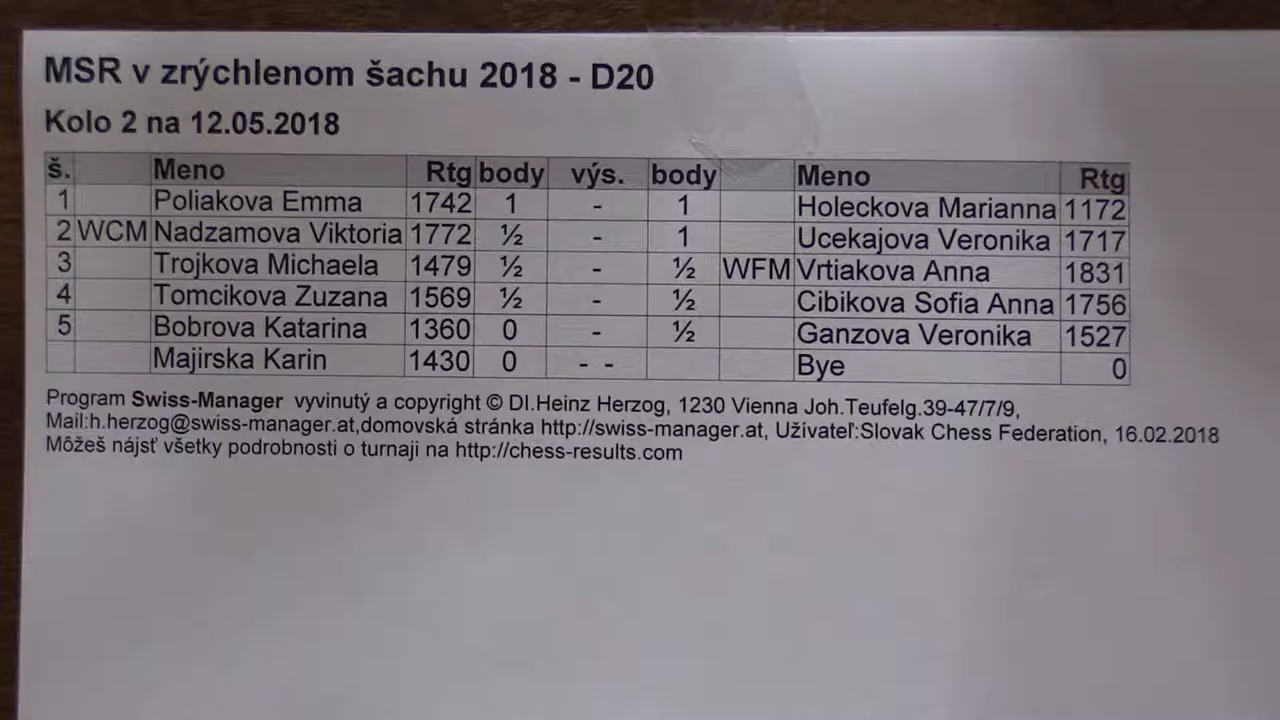 MSR v zrýchlenom šachu 2018 - D20
Kolo 2 na 12.05.2018
š. Meno Rtg body výs. body Meno Rtg
1 Poliakova Emma 1742 1 - 1 Holeckova Marianna 1172
2 WCM Nadzamova Viktoria 1772 ½ - 1 Ucekajova Veronika 1717
3 Trojkova Michaela 1479 ½ - ½ WFM Vrtiakova Anna 1831
4 Tomcikova Zuzana 1569 ½ - ½ Cibikova Sofia Anna 1756
5 Bobrova Katarina 1360 0 - ½ Ganzova Veronika 1527
Majirska Karin 1430 0 - - Bye 0
Program Swiss-Manager vyvinutý a copyright © DI.Heinz Herzog, 1230 Vienna Joh.Teufelg.39-47/7/9,
Mail:h.herzog@swiss-manager.at,domovská stránka http://swiss-manager.at, Užívateľ:Slovak Chess Federation, 16.02.2018
Môžeš nájsť všetky podrobnosti o turnaji na http://chess-results.com